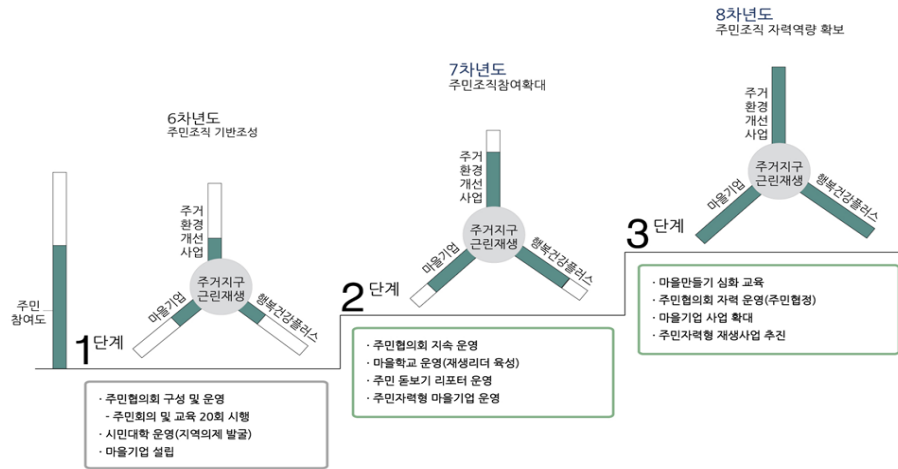 8차년도
주민조직 자력역량 확보
7차년도
주민조직참여확대
6차년도
주민조직 기반조성
주민
참여도
주거
환경
개선
사업
주거지구
근린재생
마을기업
행복건강플러스
1단계
주거
환경
개선
사업
주거지구
근린재생
마을기업
행복건강플러스
2단계
주거
환경
개선
사업
주거지구
근린재생
마을기업
행복건강플러스
3단계
· 주민협의회 구성 및 운영
- 주민회의 및 교육 20회 시행
· 시민대학 운영(지역의제 발굴)
· 마을기업 설립
· 주민협의회 지속 운영
· 마을학교 운영(재생리더 육성)
· 주민 돋보기 리포터 운영
· 주민자력형 마을기업 운영
· 마을만들기 심화 교육
· 주민협의회 자력 운영(주민협정)
· 마을기업 사업 확대
· 주민자력형 재생사업 추진